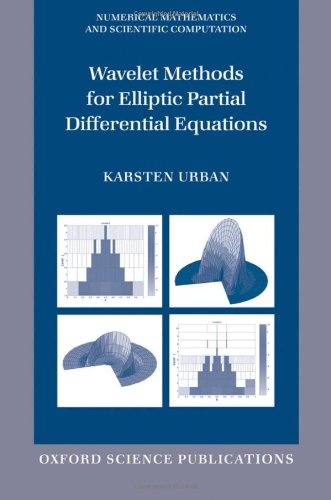 NUMERICAL MATHEMATICS
AND SCIENTIFIC COMPUTATION
Wavelet Methods
for Elliptic Partial
Differential Equations
KARSTEN URBAN
OXFORD SCIENCE PUBLICATIONS